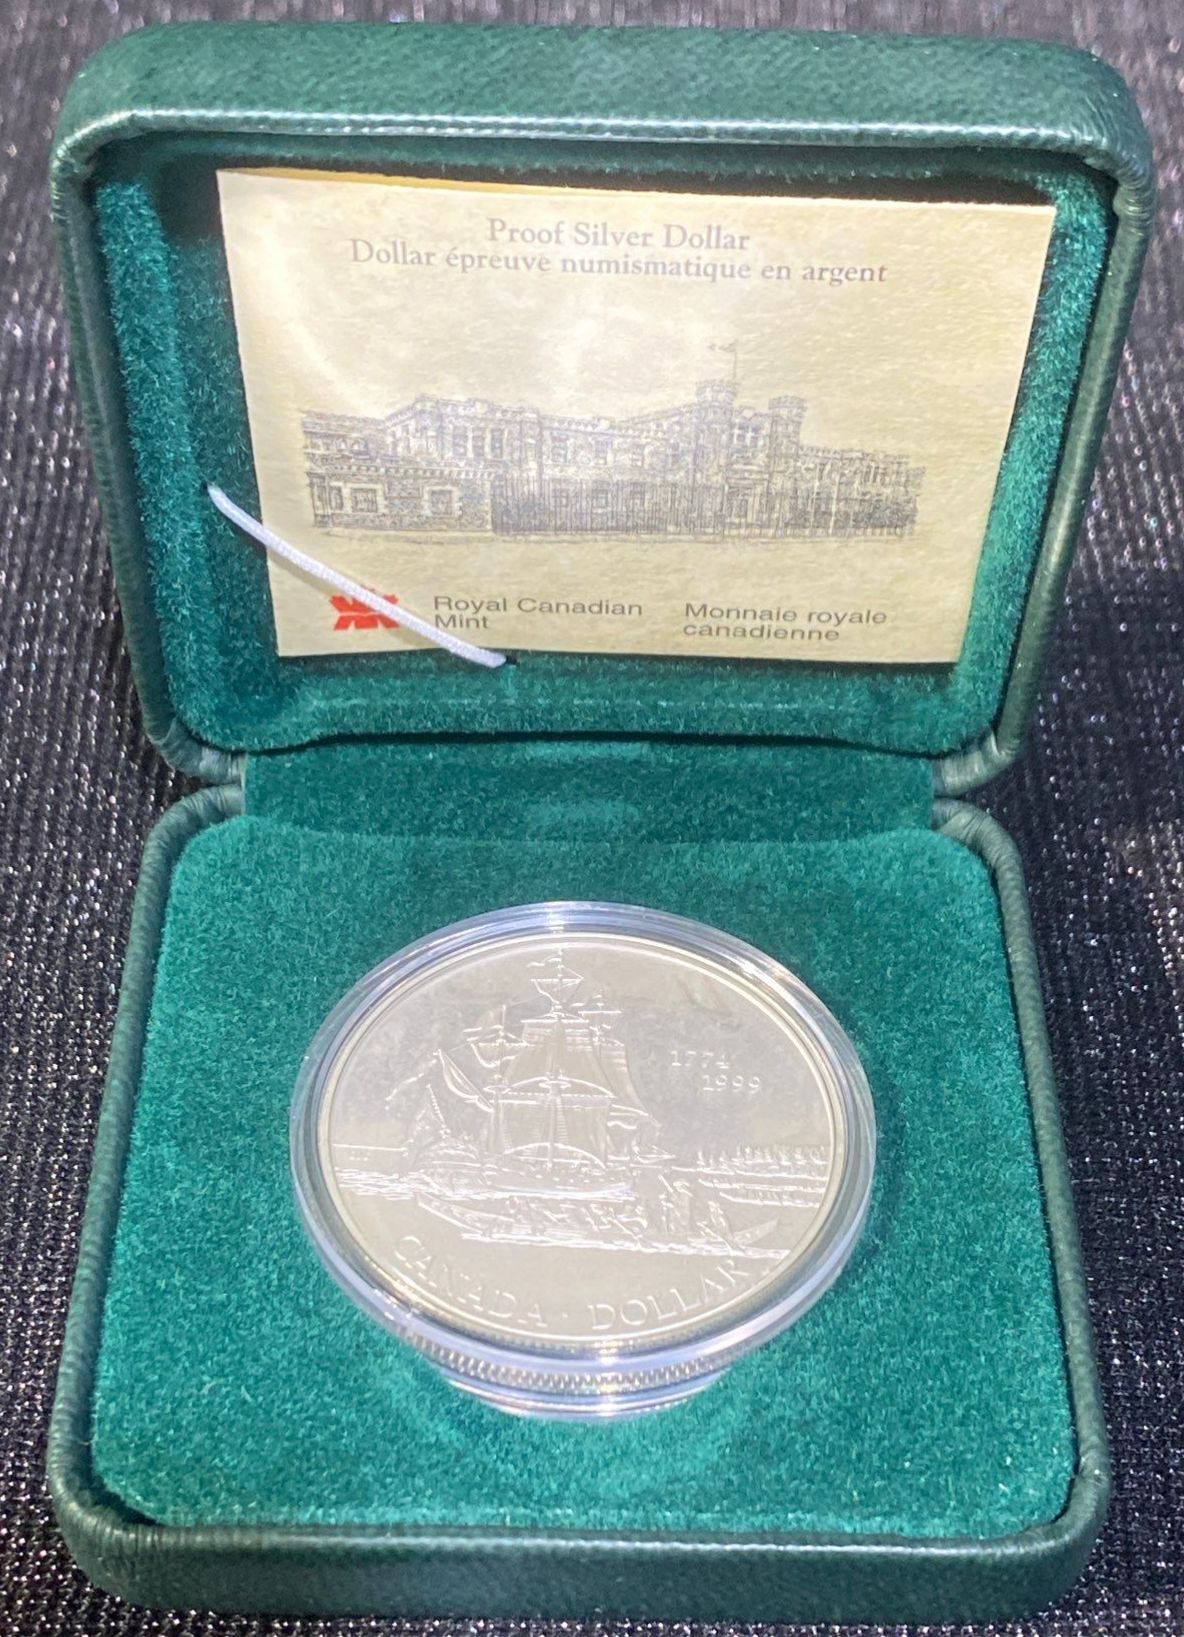 Proof Silver Dollar
Dollar épreuve numismatique en argent
Royal Canadian
Mint
Monnaie royale
canadienne
1774
1999
CANADA · DOLLAR